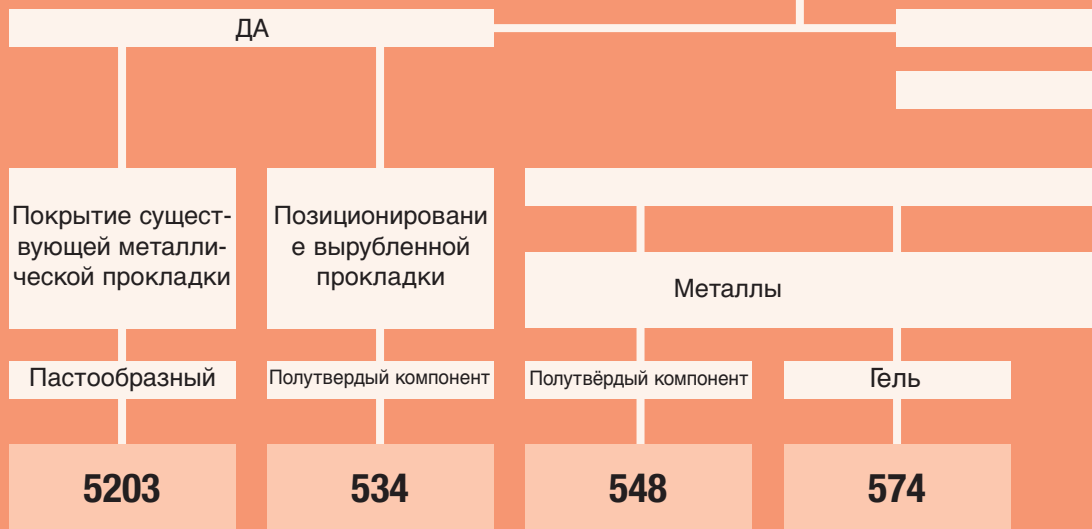 ДА
Покрытие сущест-
вующей металли-
ческой прокладки
Позиционировани
е вырубленной
прокладки
Металлы
Пастообразный
Полутвердый компонент
Полутвёрдый компонент
Гель
5203
534
548
574